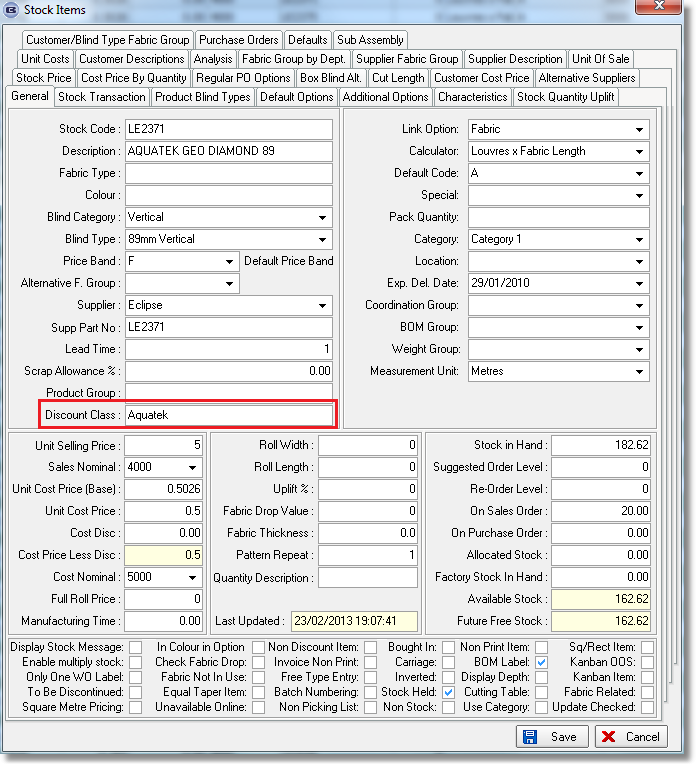 Stock Items
Customer/Blind Type Fabric Group Purchase Orders Defaults Sub Assembly
Unit Costs Customer Descriptions Analysis Fabric Group by Dept. Supplier Fabric Group Supplier Description Unit Of Sale
Stock Price Cost Price By Quantity Regular PO Options Box Blind Alt. Cut Length Customer Cost Price Alternative Suppliers
General Stock Transaction Product Blind Types Default Options Additional Options Characteristics Stock Quantity Uplift
Stock Code : LE2371
Description : AQUATEK GEO DIAMOND 89
Fabric Type :
Colour :
Blind Category : Vertical
Blind Type : 89mm Vertical
Price Band : F Default Price Band
Alternative F. Group :
Supplier : Eclipse
Supp Part No : LE2371
Lead Time : 1
Scrap Allowance % : 0.00
Product Group :
Discount Class : Aquatek
Link Option: Fabric
Calculator: Louvres x Fabric Length
Default Code: A
Special:
Pack Quantity:
Category: Category 1
Location:
Exp. Del. Date: 29/01/2010
Coordination Group:
BOM Group:
Weight Group:
Measurement Unit: Metres
Unit Selling Price : 5
Sales Nominal : 4000
Unit Cost Price (Base) : 0.5026
Unit Cost Price : 0.5
Cost Disc : 0.00
Cost Price Less Disc : 0.5
Cost Nominal : 5000
Full Roll Price : 0
Manufacturing Time : 0.00
Roll Width : 0
Roll Length : 0
Uplift % : 0
Fabric Drop Value : 0
Fabric Thickness : 0.0
Pattern Repeat : 1
Quantity Description :
Last Updated : 23/02/2013 19:07:41
Stock in Hand : 182.62
Suggested Order Level : 0
Re-Order Level : 0
On Sales Order : 20.00
On Purchase Order : 0.00
Allocated Stock : 0.00
Factory Stock In Hand : 0.00
Available Stock : 162.62
Future Free Stock : 162.62
Display Stock Message: In Colour in Option Non Discount Item: Bought In: Non Print Item: Sq/Rect Item:
Enable multiply stock: Check Fabric Drop: Invoice Non Print: Carriage: BOM Label: Kanban OOS:
Only One WO Label: Fabric Not In Use: Free Type Entry: Inverted: Display Depth: Kanban Item:
To Be Discontinued: Equal Taper Item: Batch Numbering: Stock Held: Cutting Table: Fabric Related:
Square Metre Pricing: Unavailable Online: Non Picking List: Non Stock: Use Category: Update Checked:
Save Cancel